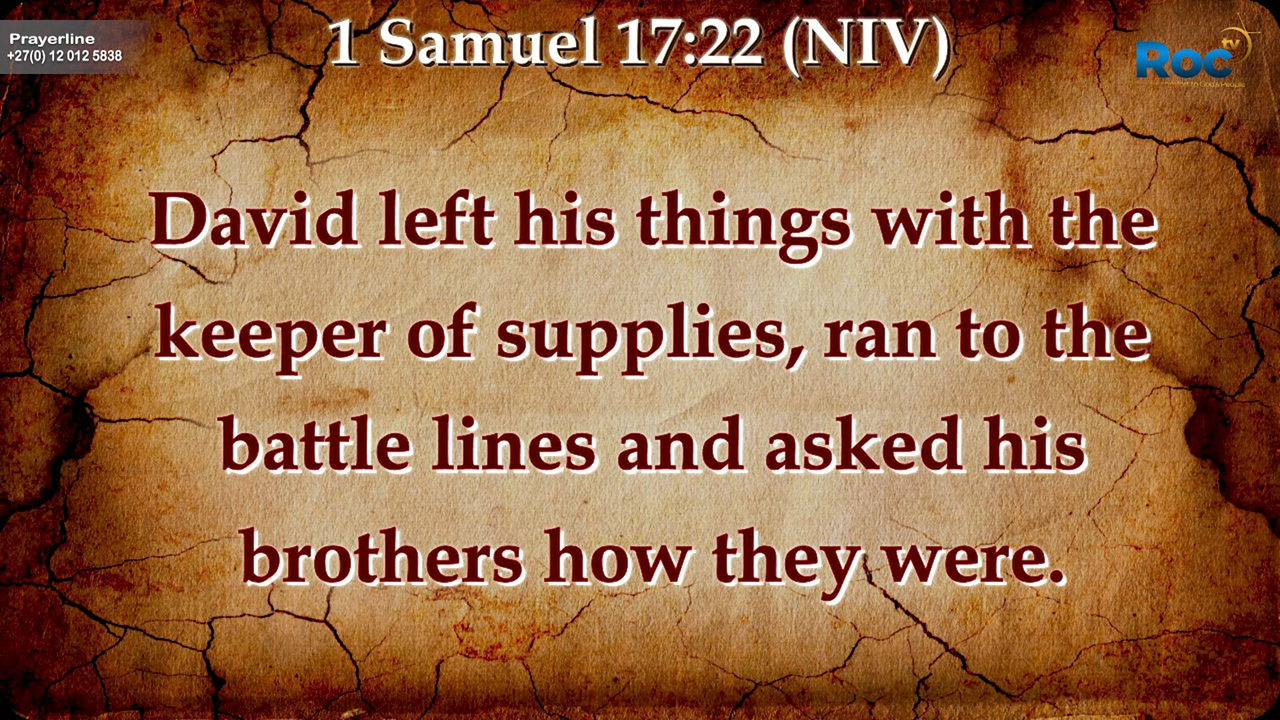 Prayerline
+27(0) 12 012 5838
1 Samuel 17:22 (NIV)
Roc tv
David left his things with the
keeper of supplies, ran to the
battle lines and asked his
brothers how they were.